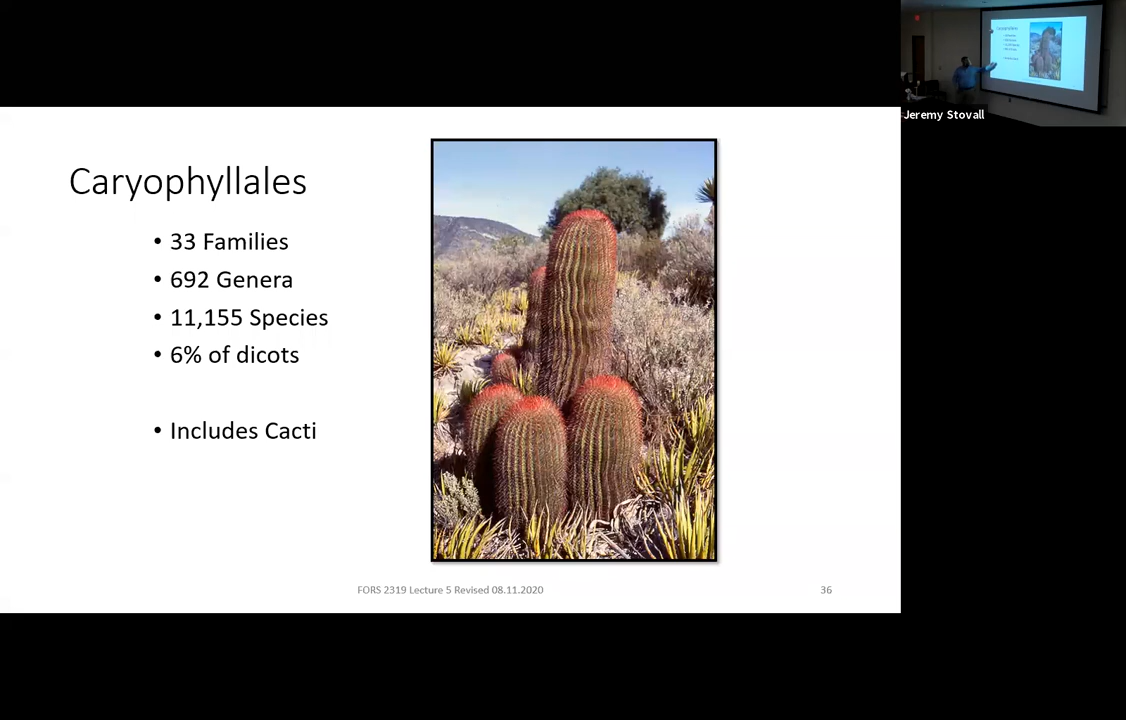 Caryophyllales
• 33 Families
• 692 Genera
• 11,155 Species
• 6% of dicots
• Includes Cacti
FORS 2319 Lecture 5 Revised 08.11.2020
36
Jeremy Stovall